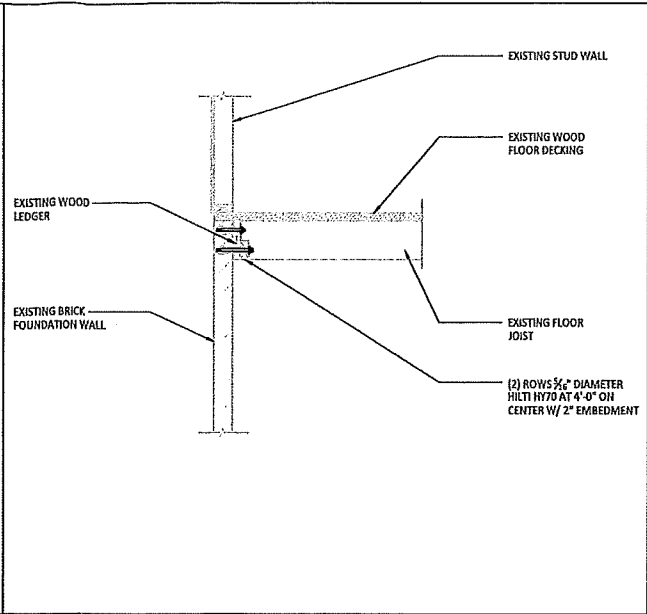 EXISTING STUD WALL
EXISTING WOOD
FLOOR DECKING
EXISTING WOOD
LEDGER
EXISTING BRICK
FOUNDATION WALL
EXISTING FLOOR
JOIST
(2) ROWS 5/16" DIAMETER
HILTI HY70 AT 4'-0" ON
CENTER W/ 2" EMBEDMENT